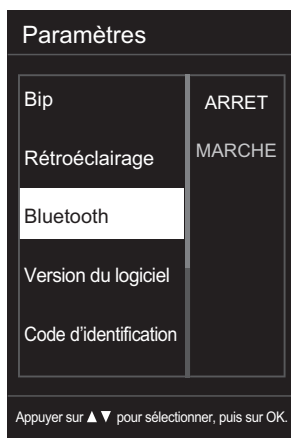 Paramètres
Bip
ARRET
Rétroéclairage
MARCHE
Bluetooth
Version du logiciel
Code d'identification
Appuyer sur ▲▼ pour sélectionner, puis sur OK.